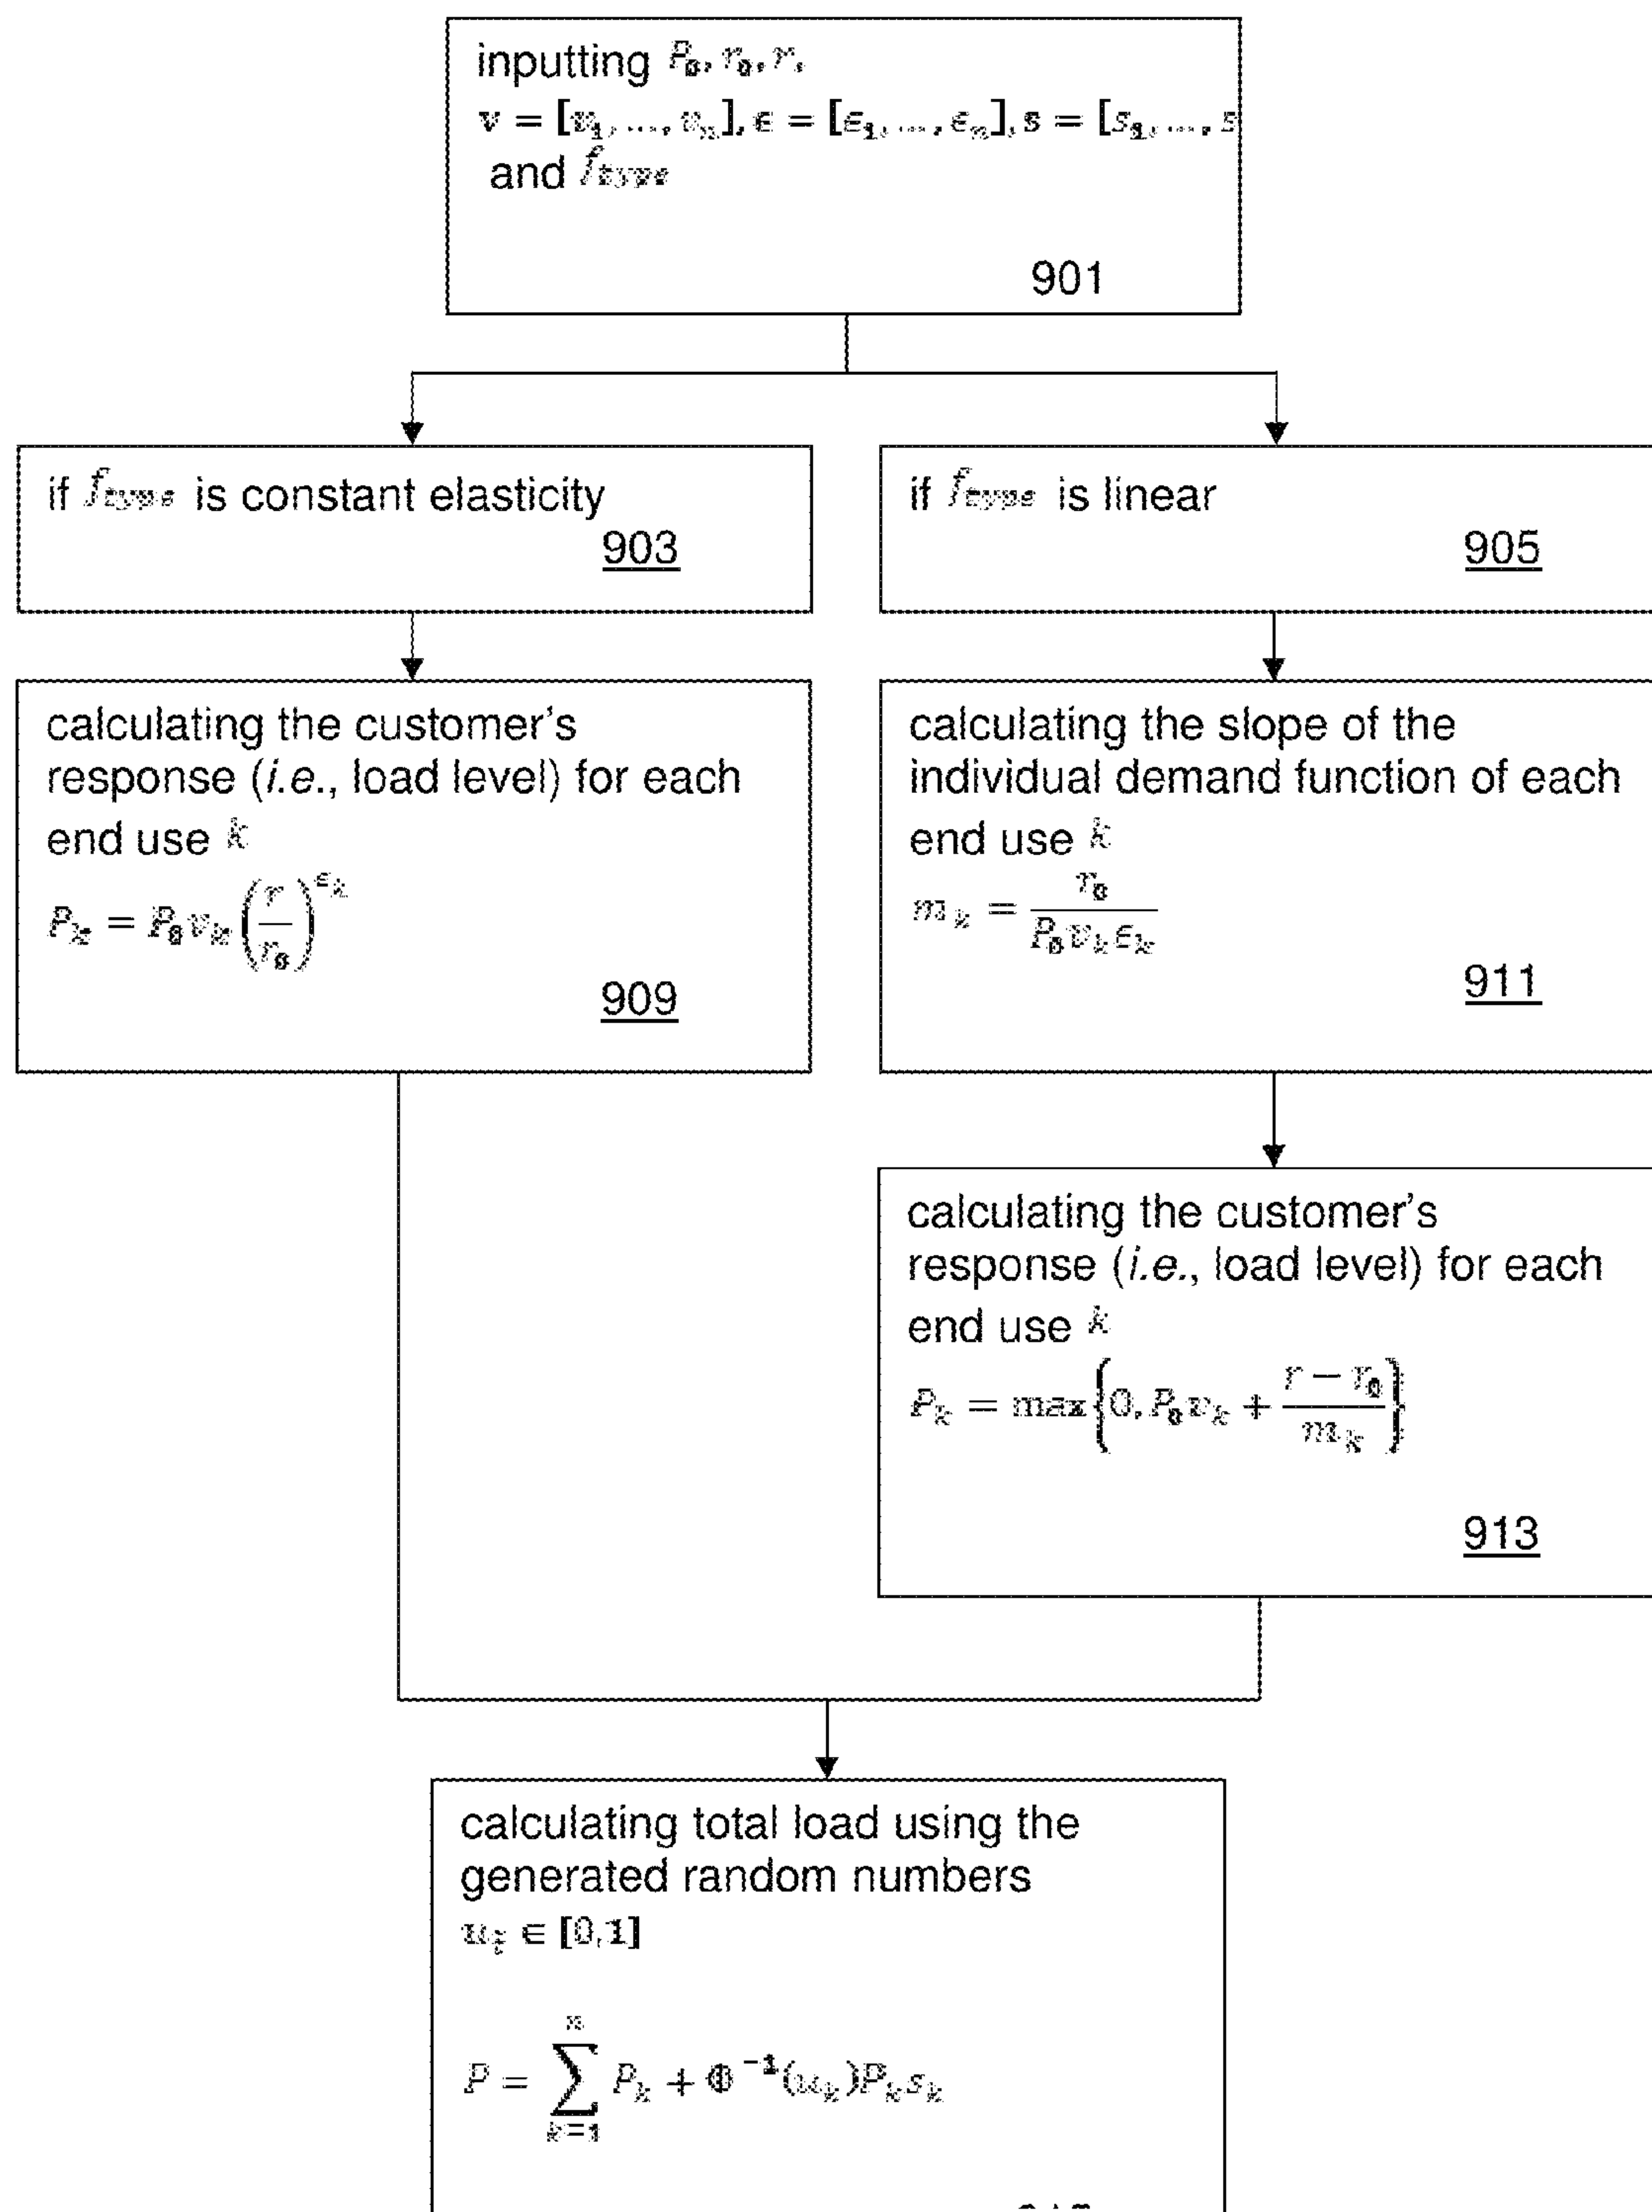 inputting P₀, r₀, r,
v = [v₁, ..., vₙ], ϵ = [ϵ₁, ..., ϵₙ], s = [s₁, ..., s
and f_type
901
if f_type is constant elasticity
903
if f_type is linear
905
calculating the customer's
response (i.e., load level) for each
end use k
P_k = P₀v_k(r/r₀)^ϵ_k
909
calculating the slope of the
individual demand function of each
end use k
m_k = r₀/(P₀v_kϵ_k)
911
calculating the customer's
response (i.e., load level) for each
end use k
P_k = max{0, P₀v_k + (r − r₀)/m_k}
913
calculating total load using the
generated random numbers
u_i ∈ [0,1]
P = ∑_{k=1}^{n} P_k + Φ⁻¹(u_k)P_k s_k